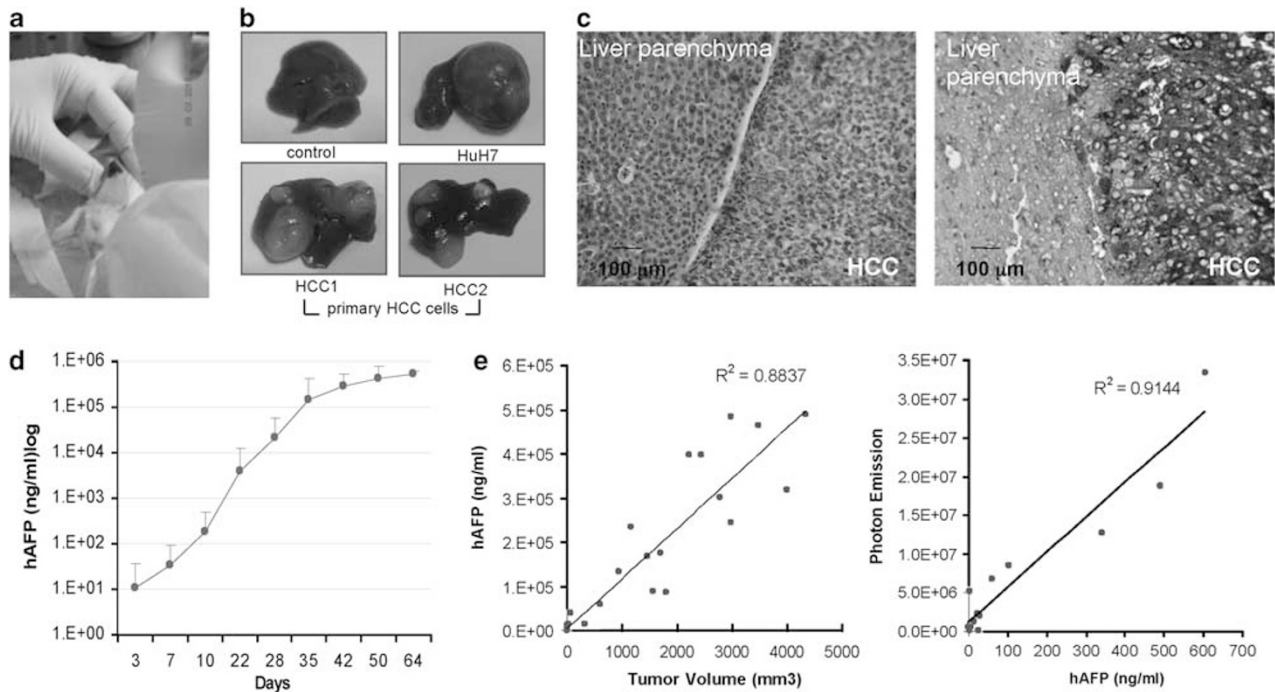 a
b
control
HuH7
HCC1
HCC2
primary HCC cells
c
Liver parenchyma
100 µm
HCC
Liver
parenchyma
100 µm
HCC
d
hAFP (ng/ml)log
1.E+06
1.E+05
1.E+04
1.E+03
1.E+02
1.E+01
1.E+00
3 7 10 22 28 35 42 50 64
Days
e
hAFP (ng/ml)
6.E+05
5.E+05
4.E+05
3.E+05
2.E+05
1.E+05
0.E+00
R² = 0.8837
0 1000 2000 3000 4000 5000
Tumor Volume (mm3)
Photon Emission
3.5E+07
3.0E+07
2.5E+07
2.0E+07
1.5E+07
1.0E+07
5.0E+06
0.0E+00
R² = 0.9144
0 100 200 300 400 500 600 700
hAFP (ng/ml)